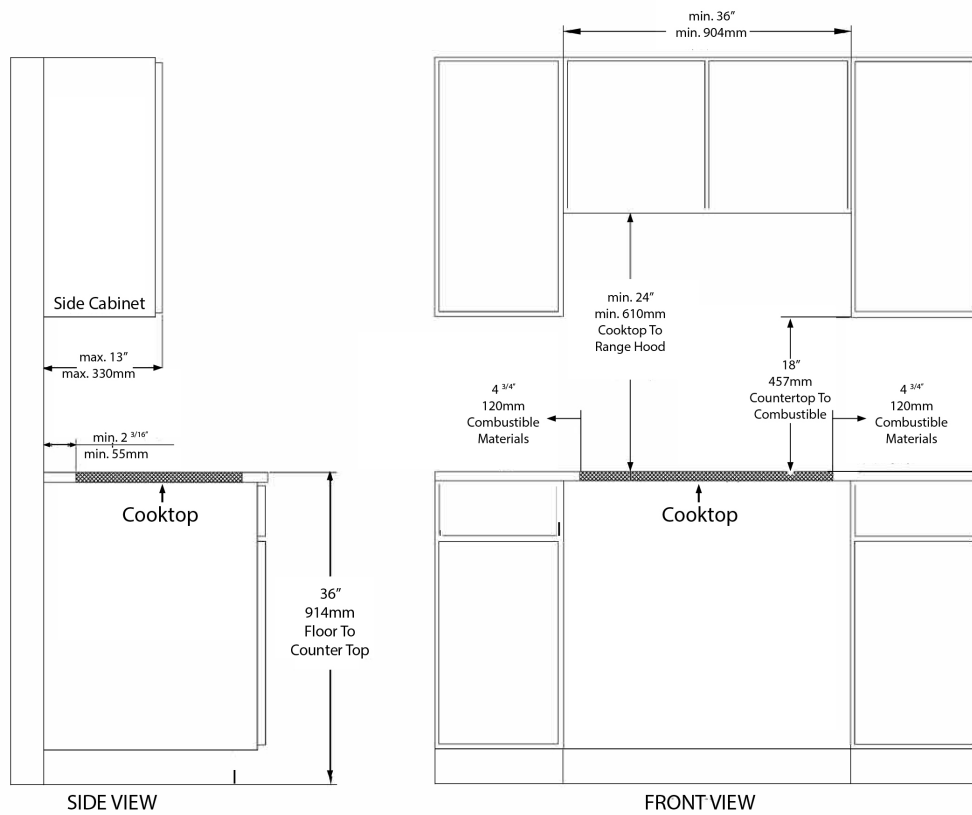 min. 36”
min. 904mm
Side Cabinet
max. 13”
max. 330mm
min. 2 3/16”
min. 55mm
Cooktop
36”
914mm
Floor To
Counter Top
SIDE VIEW
min. 24”
min. 610mm
Cooktop To
Range Hood
4 3/4”
120mm
Combustible
Materials
18”
457mm
Countertop To
Combustible
4 3/4”
120mm
Combustible
Materials
Cooktop
FRONT VIEW